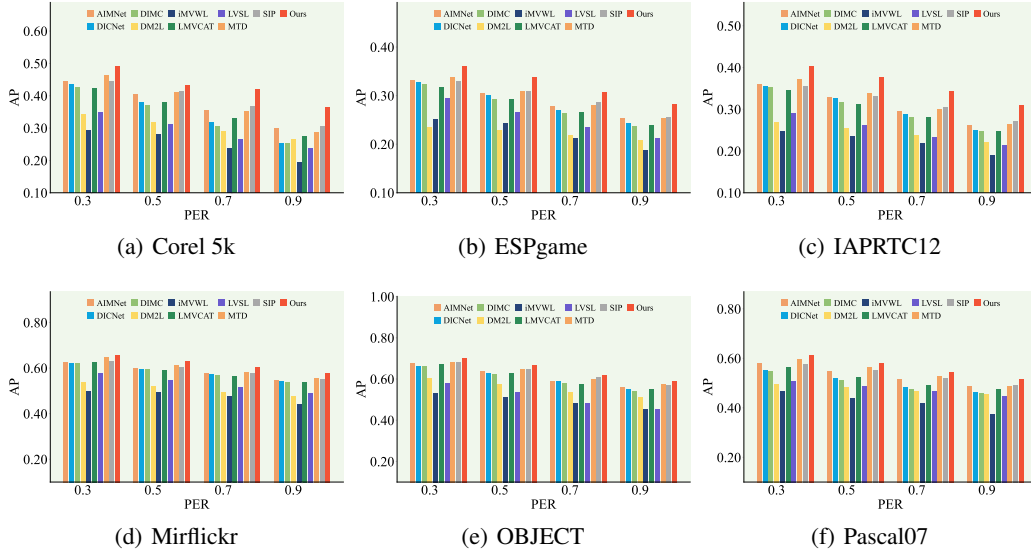 0.60
0.50
0.40
0.30
0.20
0.10
AP
AIMNet DIMC iMVWL LVSL SIP Ours
DICNet DM2L LMVCAT MTD
0.3 0.5 0.7 0.9
PER
(a) Corel 5k
0.40
0.30
0.20
0.10
AP
AIMNet DIMC iMVWL LVSL SIP Ours
DICNet DM2L LMVCAT MTD
0.3 0.5 0.7 0.9
PER
(b) ESPgame
0.50
0.40
0.30
0.20
0.10
AP
AIMNet DIMC iMVWL LVSL SIP Ours
DICNet DM2L LMVCAT MTD
0.3 0.5 0.7 0.9
PER
(c) IAPRTC12
0.80
0.60
0.40
0.20
AP
AIMNet DIMC iMVWL LVSL SIP Ours
DICNet DM2L LMVCAT MTD
0.3 0.5 0.7 0.9
PER
(d) Mirflickr
1.00
0.80
0.60
0.40
0.20
AP
AIMNet DIMC iMVWL LVSL SIP Ours
DICNet DM2L LMVCAT MTD
0.3 0.5 0.7 0.9
PER
(e) OBJECT
0.80
0.60
0.40
0.20
AP
AIMNet DIMC iMVWL LVSL SIP Ours
DICNet DM2L LMVCAT MTD
0.3 0.5 0.7 0.9
PER
(f) Pascal07